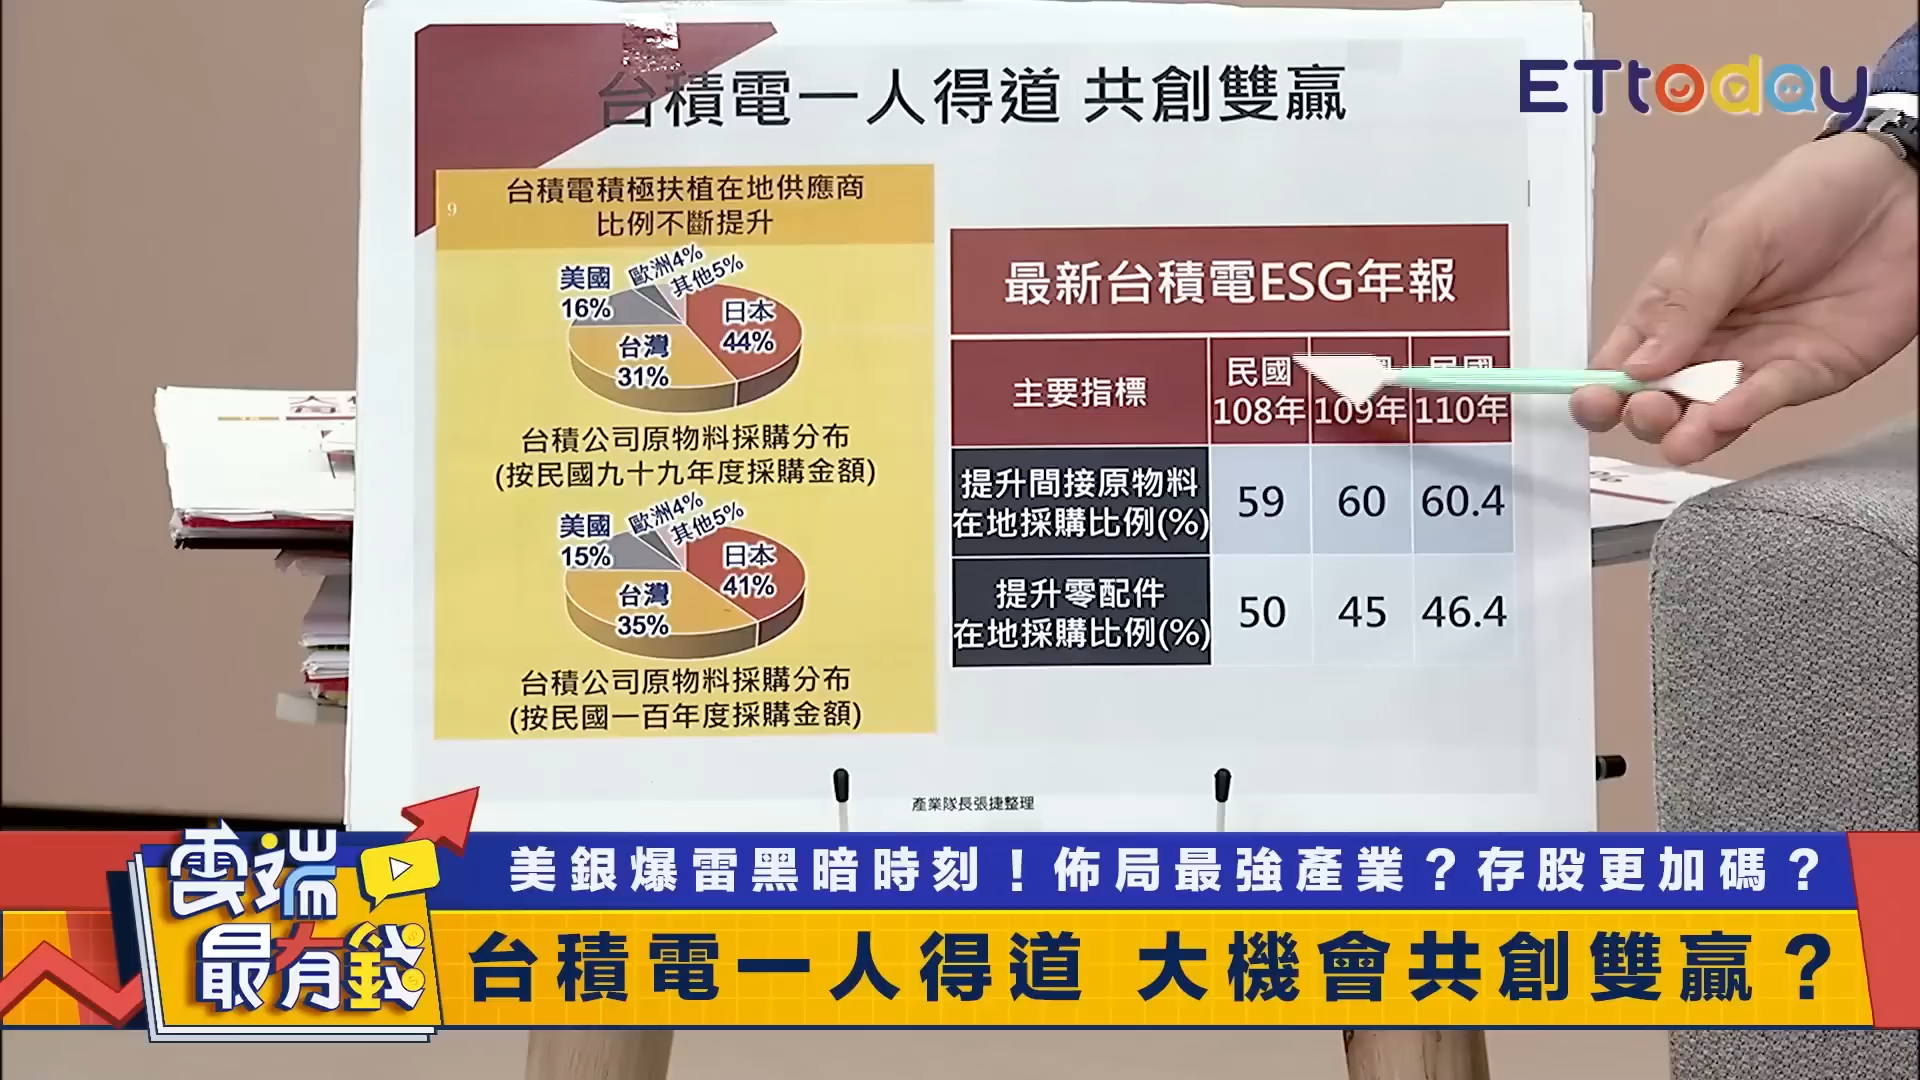 台積電一人得道 共創雙贏
ETtoday
9
台積電積極扶植在地供應商
比例不斷提升
美國
16%
歐洲4%
其他5%
日本
44%
台灣
31%
台積公司原物料採購分布
(按民國九十九年度採購金額)
美國
15%
歐洲4%
其他5%
日本
41%
台灣
35%
台積公司原物料採購分布
(按民國一百年度採購金額)
最新台積電ESG年報
主要指標
民國
108年
109年
民國
110年
提升間接原物料
在地採購比例(%)
59
60
60.4
提升零配件
在地採購比例(%)
50
45
46.4
產業隊長張捷整理
雲端
最有錢
美銀爆雷黑暗時刻！佈局最強產業？存股更加碼？
台積電一人得道 大機會共創雙贏？